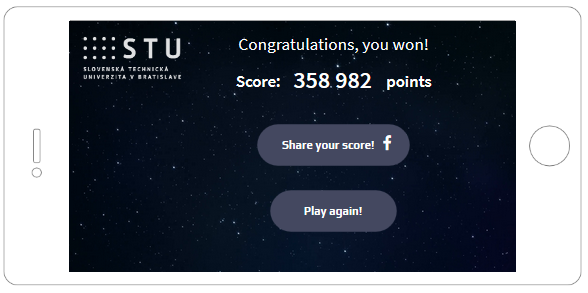 STU
SLOVENSKÁ TECHNICKÁ
UNIVERZITA V BRATISLAVE
Congratulations, you won!
Score: 358 982 points
Share your score!
Play again!